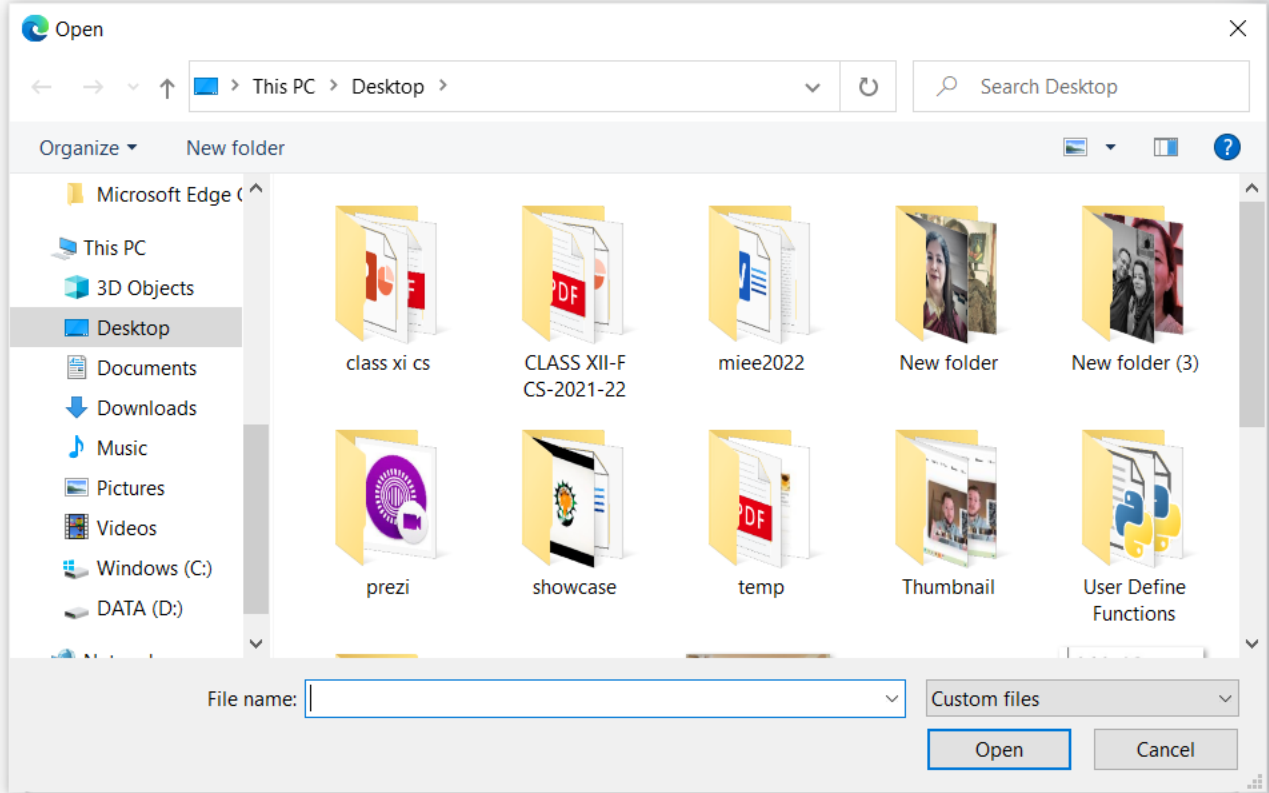 Open
This PC > Desktop >
Search Desktop
Organize
New folder
?
Microsoft Edge
This PC
3D Objects
Desktop
Documents
Downloads
Music
Pictures
Videos
Windows (C:)
DATA (D:)
class xi cs
CLASS XII-F
CS-2021-22
miee2022
New folder
New folder (3)
PDF
prezi
showcase
temp
Thumbnail
User Define
Functions
File name:
Custom files
Open
Cancel